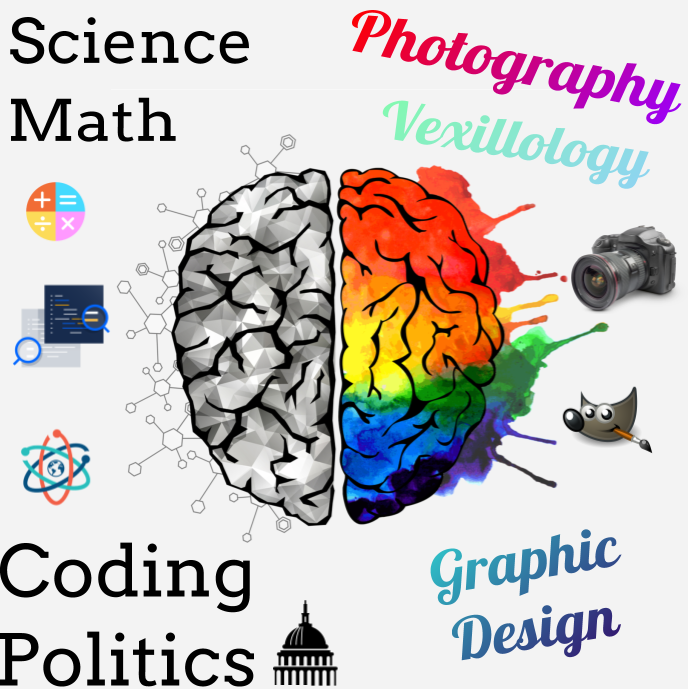 Science
Math
Photography
Vexillology
Coding
Politics
Graphic
Design